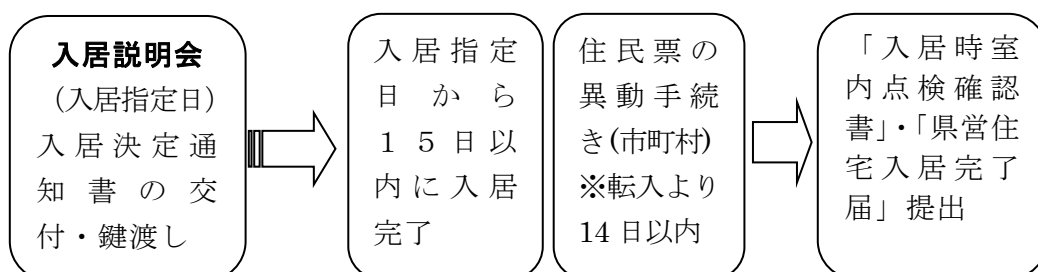 入居説明会
（入居指定日）
入居決定通
知書の交
付・鍵渡し
入居指定
日から
１５日以
内に入居
完了
住民票の
異動手続
き(市町村)
※転入より
14日以内
「入居時室
内点検確認
書」・「県営住
宅入居完了
届」提出